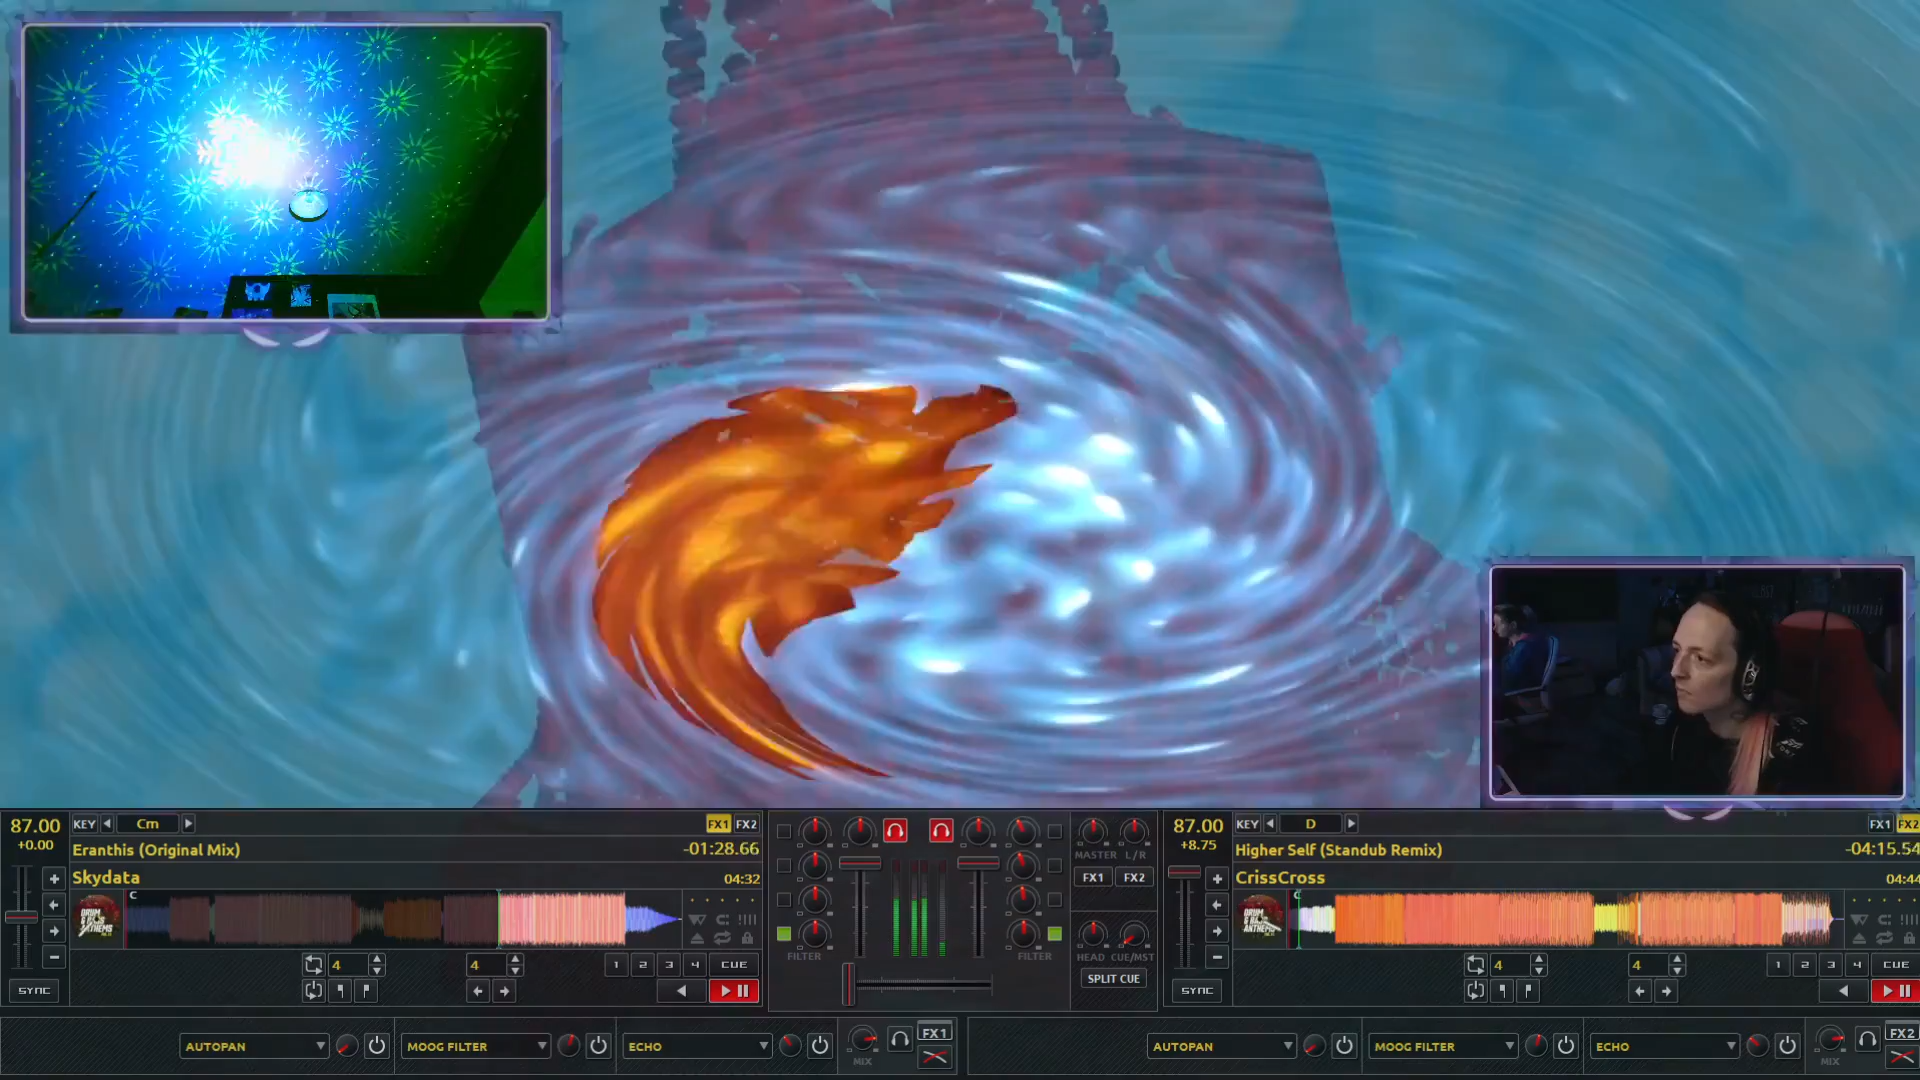 87.00
+0.00
KEY Cm FX1 FX2
Eranthis (Original Mix) -01:28.66
Skydata 04:32
C
4 4 1 2 3 4 CUE
SYNC
FILTER FILTER
MASTER L/R
FX1 FX2
HEAD CUE/MST
SPLIT CUE
87.00
+8.75
KEY D FX1 FX2
Higher Self (Standub Remix) -04:15.54
CrissCross 04:44
C
4 4 1 2 3 4 CUE
SYNC
AUTOPAN MOOG FILTER ECHO MIX FX1
AUTOPAN MOOG FILTER ECHO MIX FX2